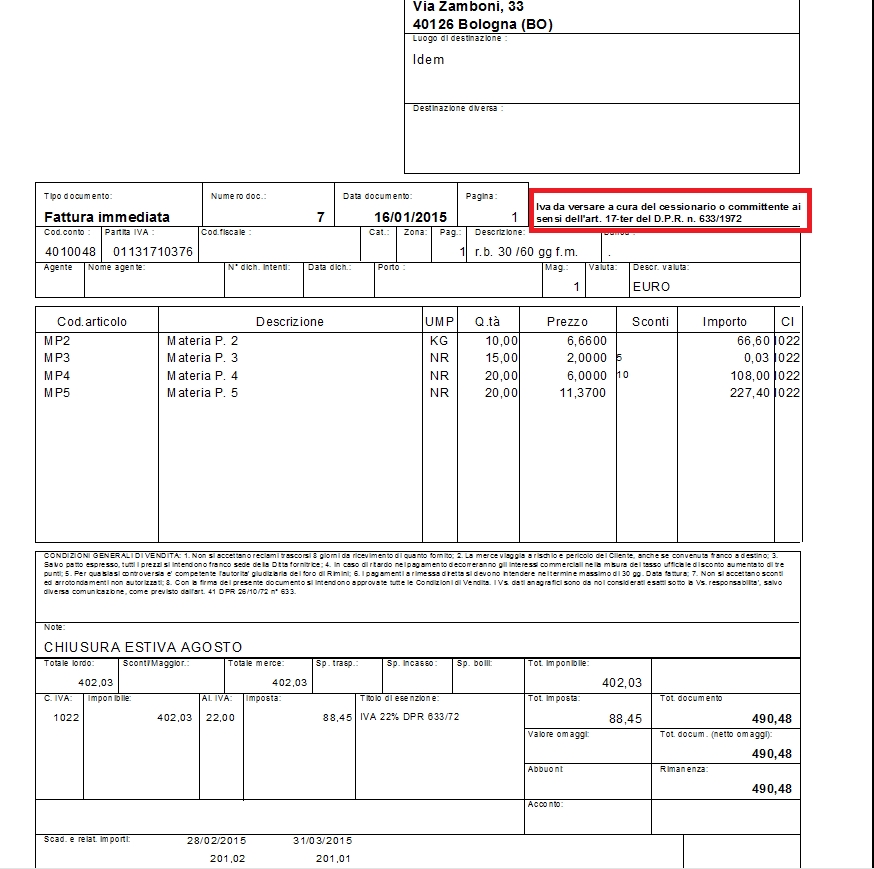 Via Zamboni, 33
40126 Bologna (BO)
Luogo di destinazione :
Idem
Destinazione diversa :
Tipo documento: Numero doc.: Data documento: Pagina:
Fattura immediata 7 16/01/2015 1
Iva da versare a cura del cessionario o committente ai
sensi dell'art. 17-ter del D.P.R. n. 633/1972
Cod.conto : Partita IVA : Cod.fiscale : Cat.: Zona: Pag.: Descrizione:
4010048 01131710376 1 r.b. 30 /60 gg f.m. .
Agente Nome agente: N° dich. intenti: Data dich.: Porto : Mag.: Valuta: Descr. valuta:
1 EURO
Cod.articolo Descrizione UMP Q.tà Prezzo Sconti Importo CI
MP2 Materia P. 2 KG 10,00 6,6600 66,60 1022
MP3 Materia P. 3 NR 15,00 2,0000 5 0,03 1022
MP4 Materia P. 4 NR 20,00 6,0000 10 108,00 1022
MP5 Materia P. 5 NR 20,00 11,3700 227,40 1022
CONDIZIONI GENERALI DI VENDITA: 1. Non si accettano reclami trascorsi 8 giorni da ricevimento di quanto fornito; 2. La merce viaggia a rischio e pericolo del Cliente, anche se convenuta franco a destino; 3.
Salvo patto espresso, tutti i prezzi si intendono franco sede della Ditta fornitrice; 4. In caso di ritardo nel pagamento decorreranno gli interessi commerciali nella misura del tasso ufficiale di sconto aumentato di tre
punti; 5. Per qualsiasi controversia e' competente l'autorita' giudiziaria del foro di Rimini; 6. I pagamenti a rimessa diretta si devono intendere nel termine massimo di 30 gg. Data fattura; 7. Non si accettano sconti
ed arrotondamenti non autorizzati; 8. Con la firma del presente documento si intendono approvate tutte le Condizioni di Vendita. I Vs. dati anagrafici sono da noi considerati esatti sotto la Vs. responsabilita', salvo
diversa comunicazione, come previsto dall'art. 41 DPR 26/10/72 n° 633.
Note:
CHIUSURA ESTIVA AGOSTO
Totale lordo: Sconti/Maggior.: Totale merce: Sp. trasp.: Sp. incasso: Sp. bolli: Tot. Imponibile:
402,03 402,03 402,03
C. IVA: Imponibile: Al. IVA: Imposta: Titolo di esenzione: Tot. Imposta: Tot. documento
1022 402,03 22,00 88,45 IVA 22% DPR 633/72 88,45 490,48
Valore omaggi: Tot. docum. (netto omaggi):
490,48
Abbuoni Rimanenza:
490,48
Acconto:
Scad. e relat. Importi: 28/02/2015 31/03/2015
201,02 201,01